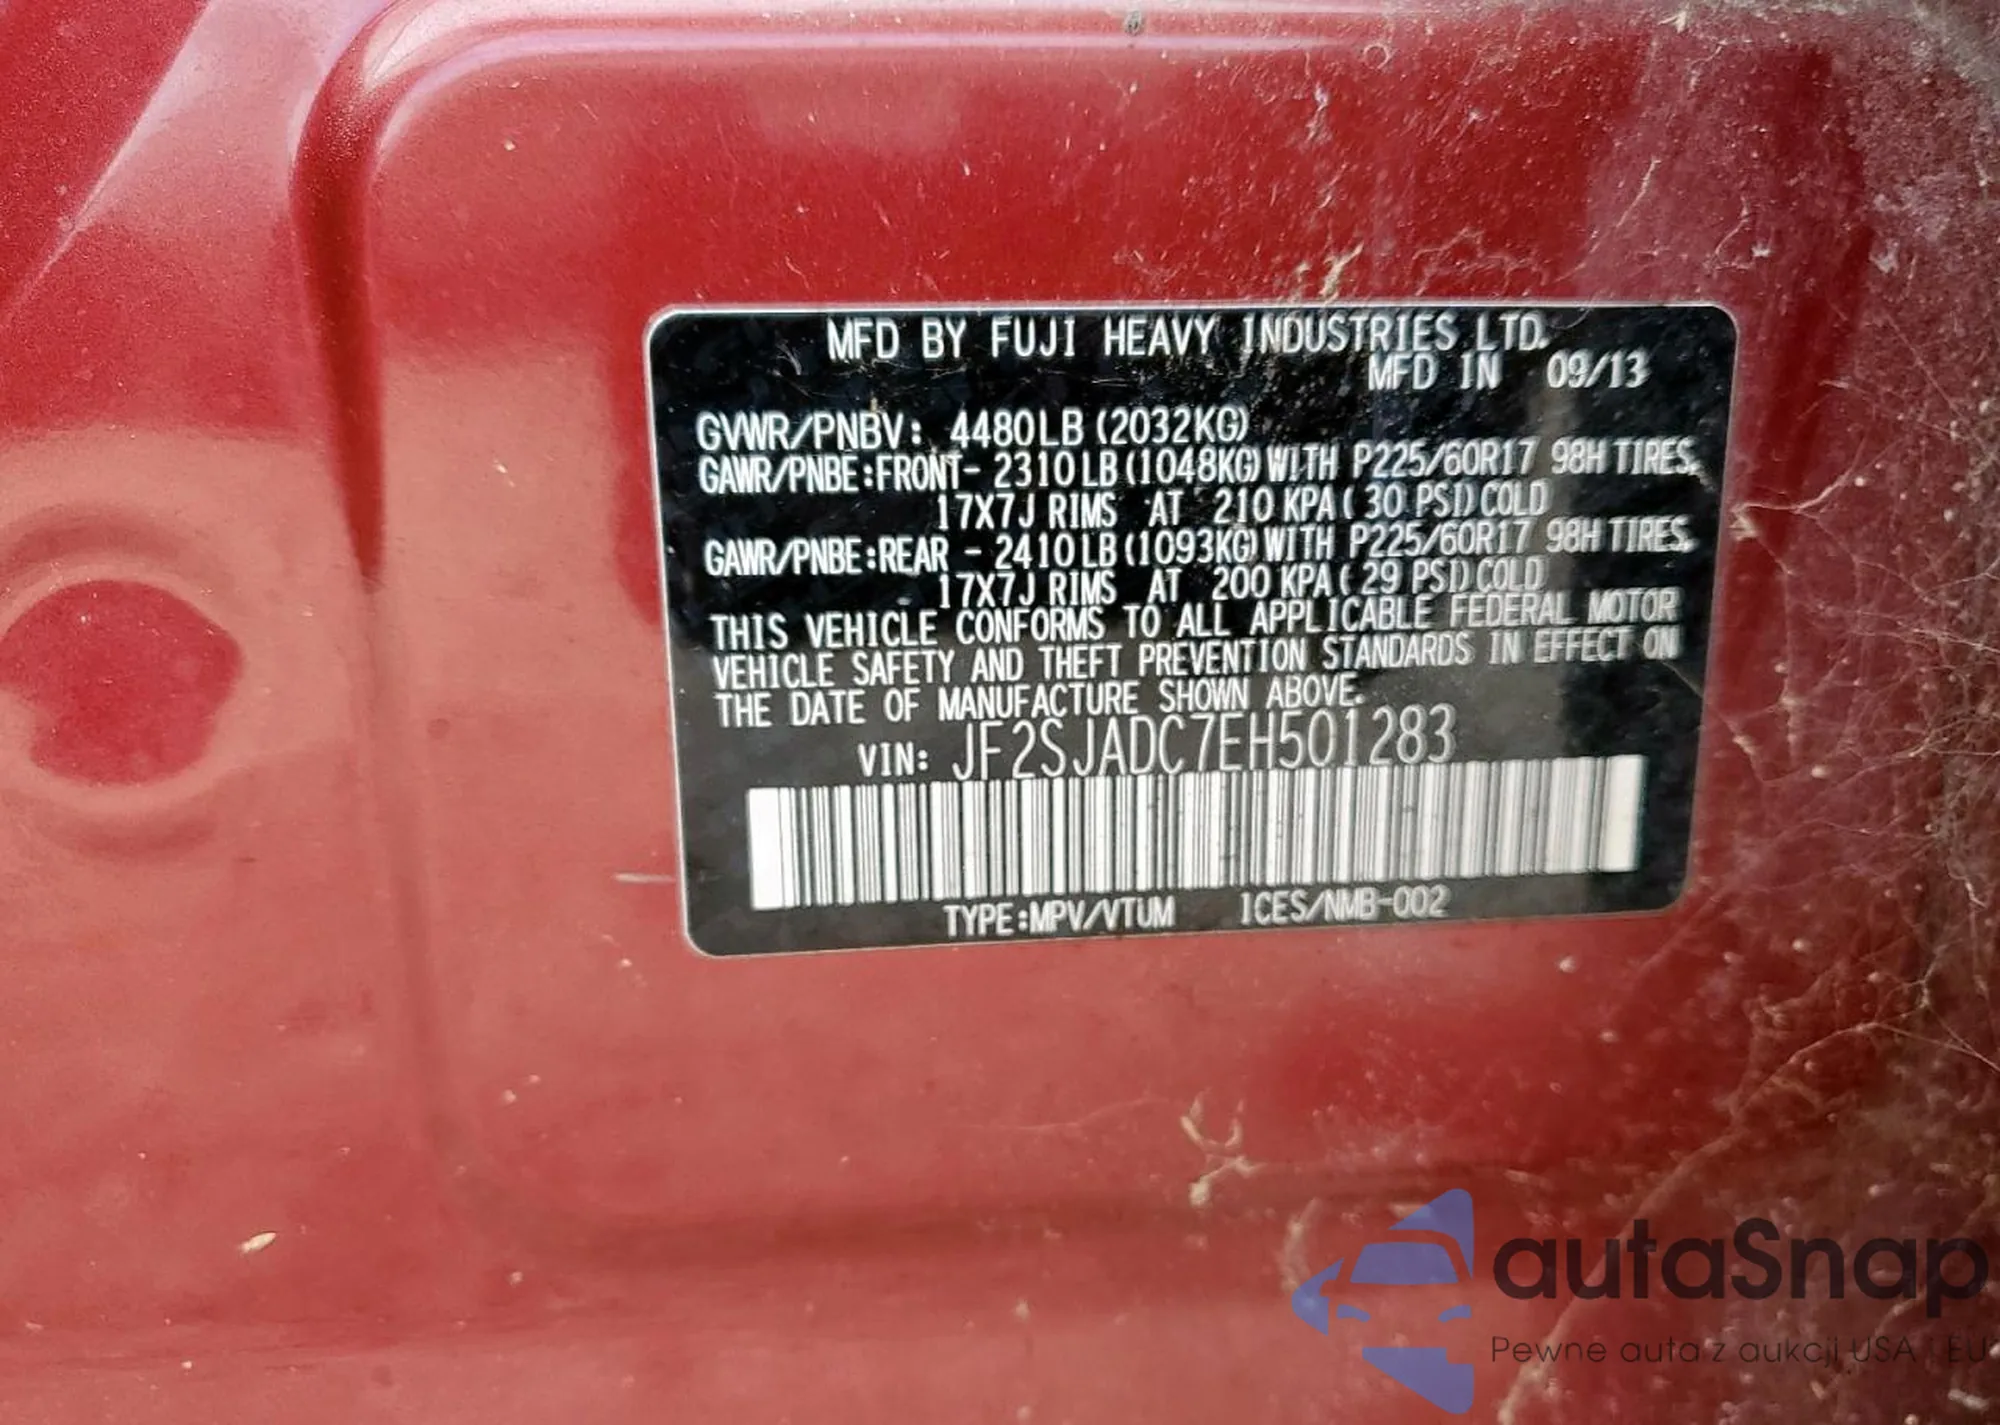 MFD BY FUJI HEAVY INDUSTRIES LTD.
MFD IN 09/13
GVWR/PNBV: 4480LB (2032KG)
GAWR/PNBE:FRONT- 2310LB (1048KG) WITH P225/60R17 98H TIRES,
17X7J RIMS AT 210 KPA( 30 PSI) COLD
GAWR/PNBE:REAR - 2410LB (1093KG) WITH P225/60R17 98H TIRES,
17X7J RIMS AT 200 KPA( 29 PSI) COLD
THIS VEHICLE CONFORMS TO ALL APPLICABLE FEDERAL MOTOR
VEHICLE SAFETY AND THEFT PREVENTION STANDARDS IN EFFECT ON
THE DATE OF MANUFACTURE SHOWN ABOVE.
VIN: JF2SJADC7EH501283
TYPE:MPV/VTUM ICES/NMB-002
autaSnap
Pewne auta z aukcji USA i EU